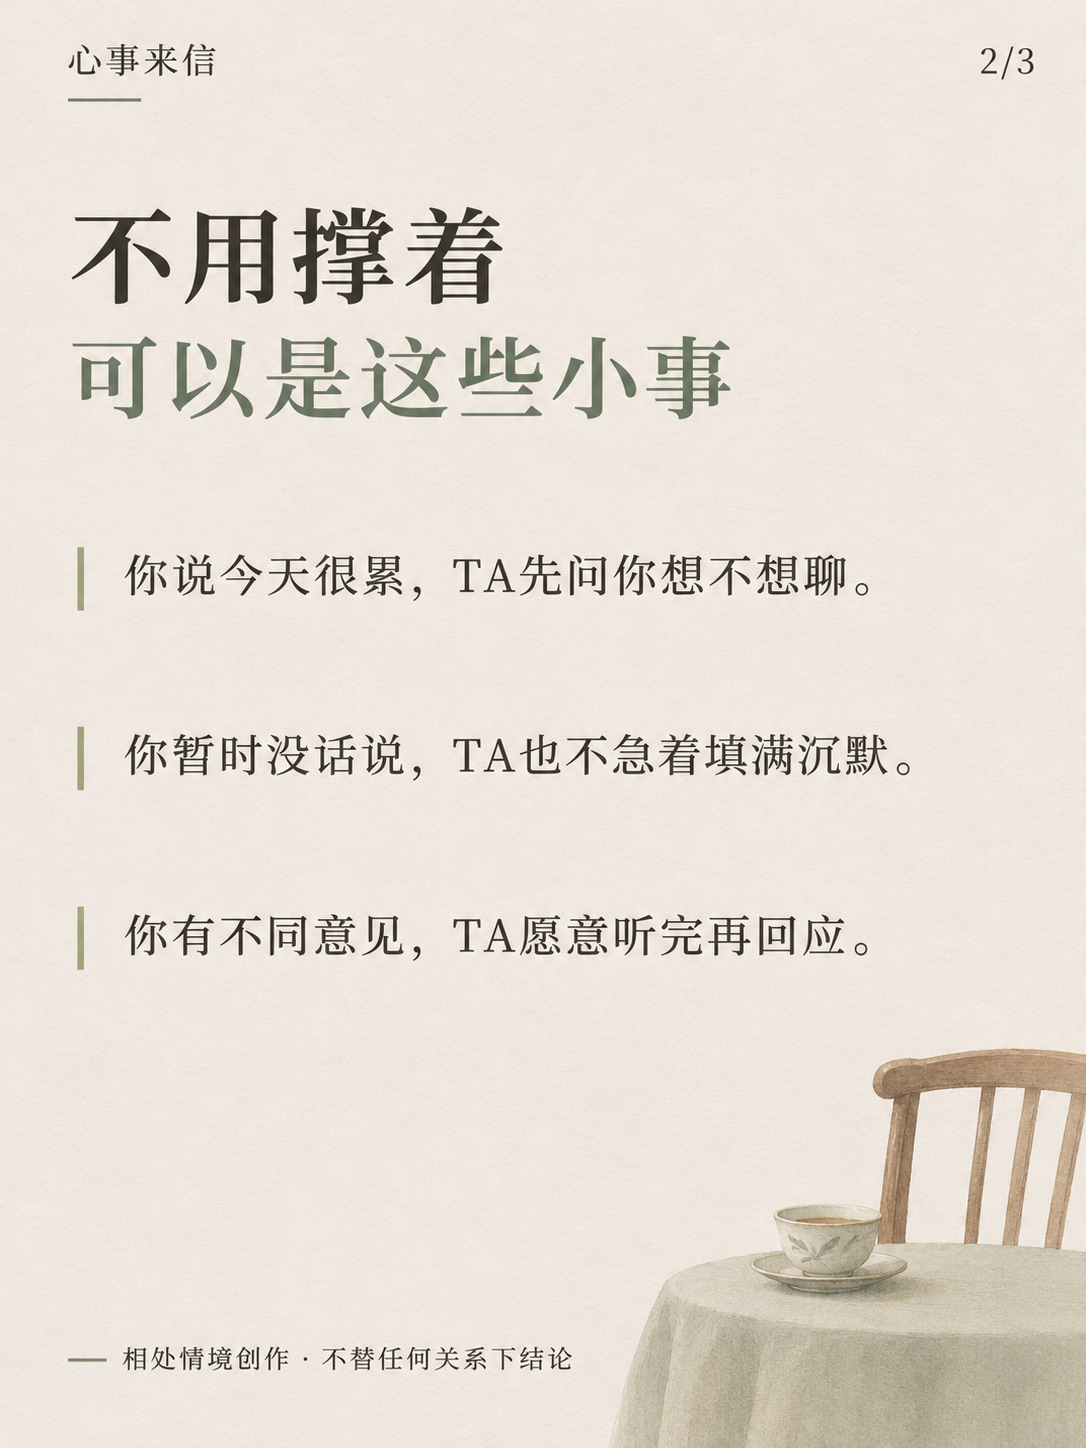 心事来信
2/3
不用撑着
可以是这些小事
你说今天很累，TA先问你想不想聊。
你暂时没话说，TA也不急着填满沉默。
你有不同意见，TA愿意听完再回应。
相处情境创作 · 不替任何关系下结论